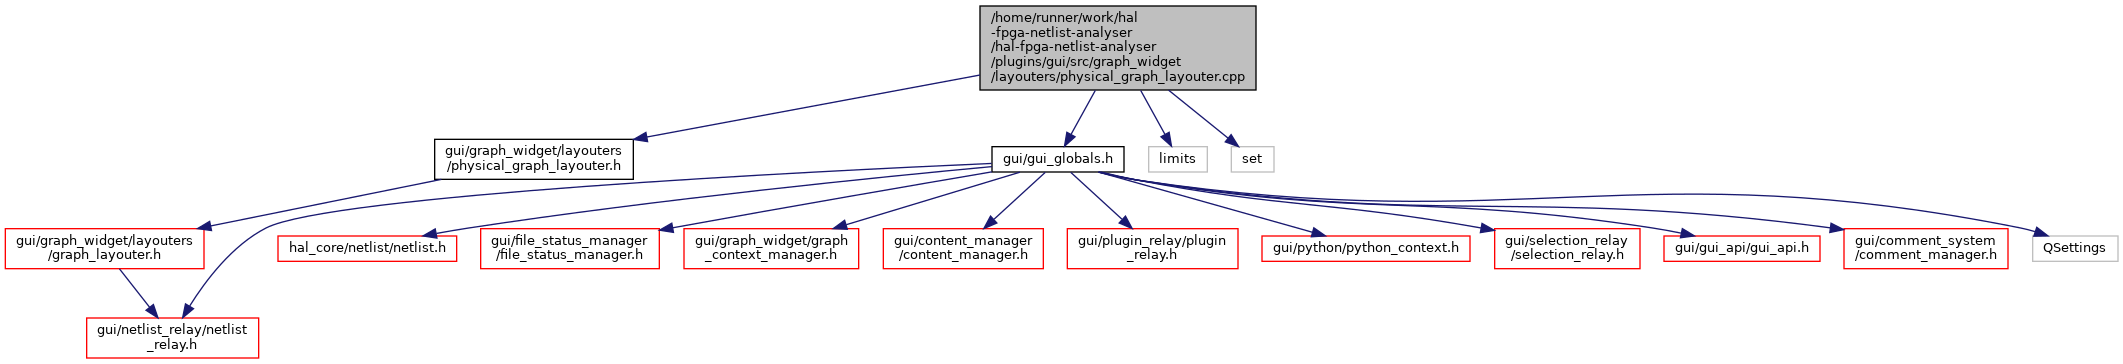 /home/runner/work/hal
-fpga-netlist-analyser
/hal-fpga-netlist-analyser
/plugins/gui/src/graph_widget
/layouters/physical_graph_layouter.cpp
gui/graph_widget/layouters
/physical_graph_layouter.h
gui/gui_globals.h
limits
set
gui/graph_widget/layouters
/graph_layouter.h
hal_core/netlist/netlist.h
gui/file_status_manager
/file_status_manager.h
gui/graph_widget/graph
_context_manager.h
gui/content_manager
/content_manager.h
gui/plugin_relay/plugin
_relay.h
gui/python/python_context.h
gui/selection_relay
/selection_relay.h
gui/gui_api/gui_api.h
gui/comment_system
/comment_manager.h
QSettings
gui/netlist_relay/netlist
_relay.h